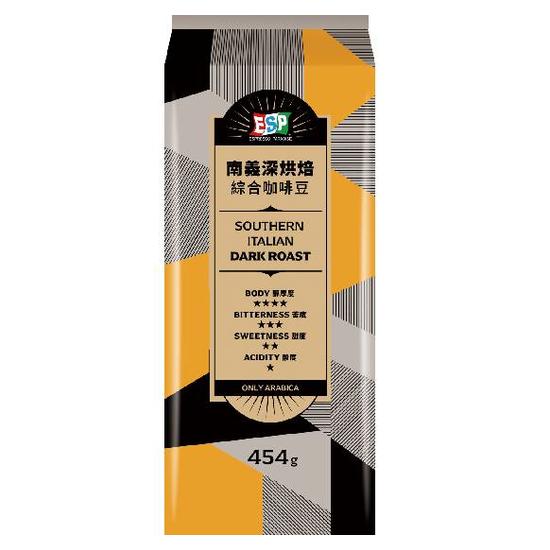 ESP
ESPRESSO PARADISE
南義深烘焙
綜合咖啡豆
SOUTHERN
ITALIAN
DARK ROAST
BODY 醇厚度
★★★★
BITTERNESS 苦度
★★★
SWEETNESS 甜度
★★
ACIDITY 酸度
★
ONLY ARABICA
454g